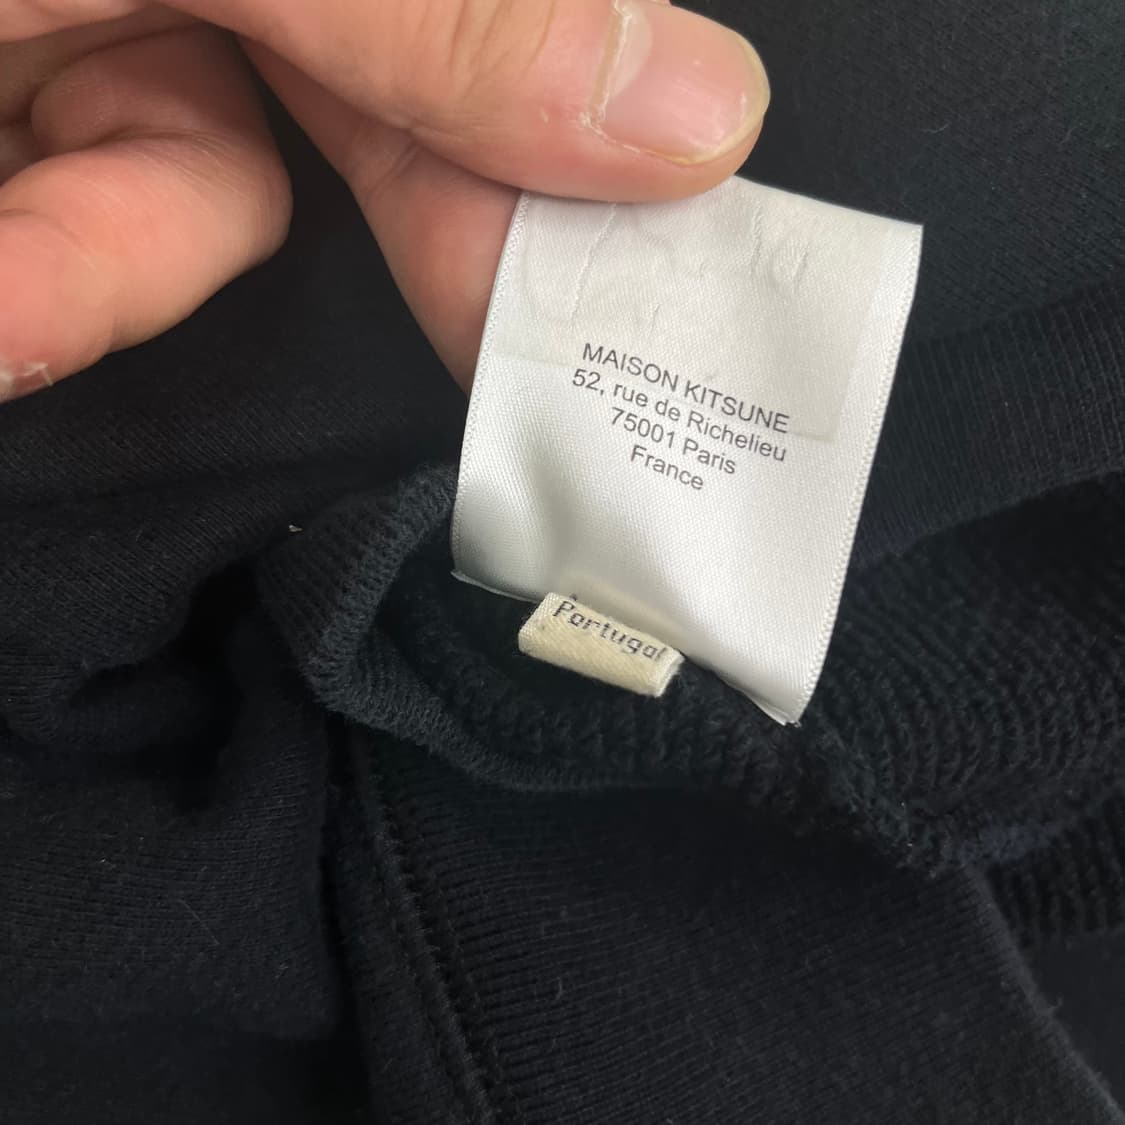 MAISON KITSUNE
52, rue de Richelieu
75001 Paris
France
Portugal